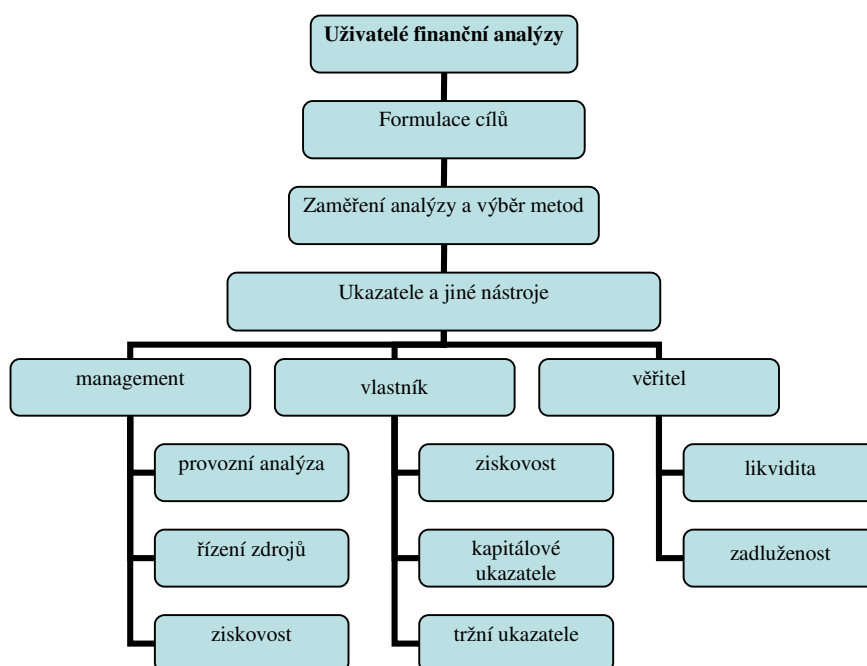 Uživatelé finanční analýzy
Formulace cílů
Zaměření analýzy a výběr metod
Ukazatele a jiné nástroje
management
vlastník
věřitel
provozní analýza
ziskovost
likvidita
řízení zdrojů
kapitálové
ukazatele
zadluženost
ziskovost
tržní ukazatele